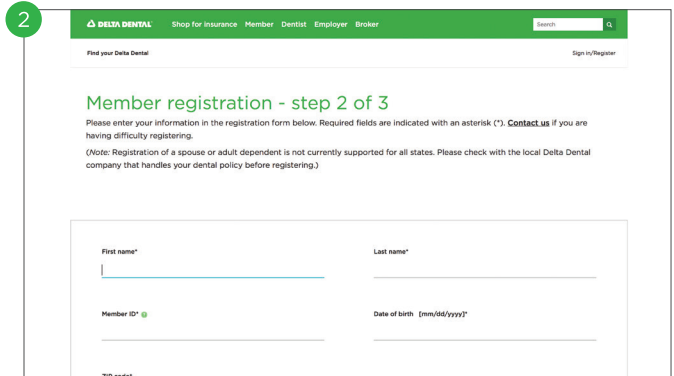 2
DELTA DENTAL Shop for insurance Member Dentist Employer Broker Search
Find your Delta Dental Sign in/Register
Member registration - step 2 of 3
Please enter your information in the registration form below. Required fields are indicated with an asterisk (*). Contact us if you are
having difficulty registering.
(Note: Registration of a spouse or adult dependent is not currently supported for all states. Please check with the local Delta Dental
company that handles your dental policy before registering.)
First name* Last name*
Member ID* ? Date of birth [mm/dd/yyyy]*
ZIP code*